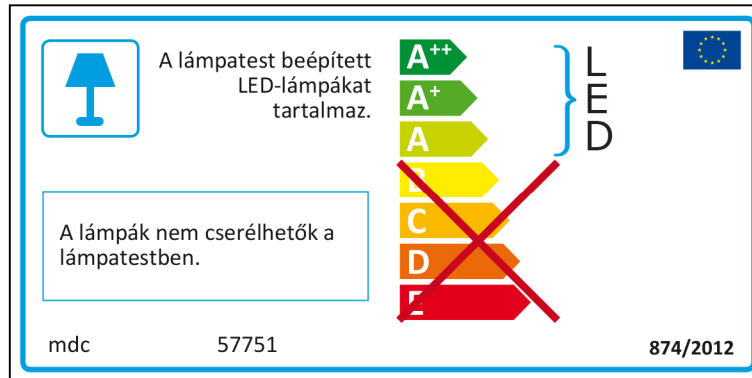 A lámpatest beépített
LED-lámpákat
tartalmaz.
A++
A+
A
B
C
D
E
L
E
D
A lámpák nem cserélhetők a
lámpatestben.
mdc 57751 874/2012